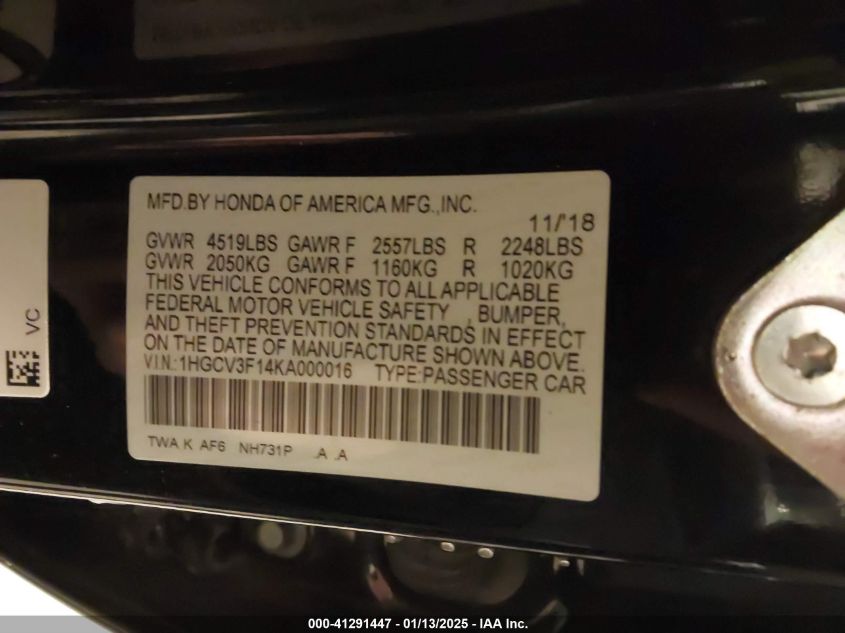 MFD.BY HONDA OF AMERICA MFG.,INC.
11/'18
GVWR 4519LBS GAWR F 2557LBS R 2248LBS
GVWR 2050KG GAWR F 1160KG R 1020KG
THIS VEHICLE CONFORMS TO ALL APPLICABLE
FEDERAL MOTOR VEHICLE SAFETY , BUMPER,
AND THEFT PREVENTION STANDARDS IN EFFECT
ON THE DATE OF MANUFACTURE SHOWN ABOVE.
V.I.N.:1HGCV3F14KA000016 TYPE:PASSENGER CAR
TWA K AF6 NH731P .A .A
VC
000-41291447 - 01/13/2025 - IAA Inc.